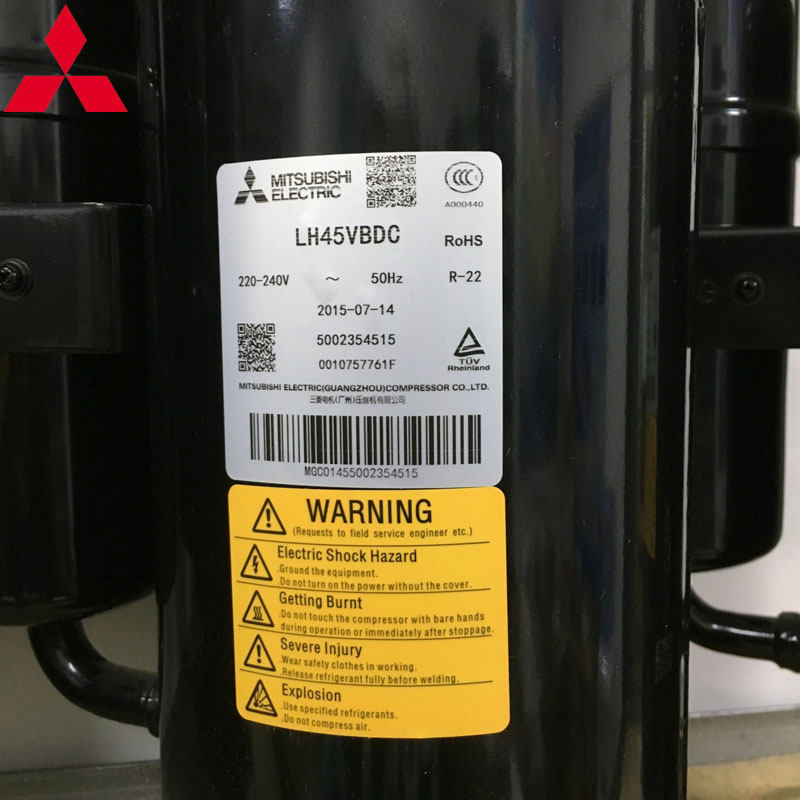 MITSUBISHI
ELECTRIC
CCC
A000440
LH45VBDC
RoHS
220-240V ~ 50Hz R-22
2015-07-14
5002354515
0010757761F
TÜV
Rheinland
MITSUBISHI ELECTRIC(GUANGZHOU)COMPRESSOR CO.,LTD.
三菱电机(广州)压缩机有限公司
MGC01455002354515
WARNING
(Requests to field service engineer etc.)
Electric Shock Hazard
.Ground the equipment.
.Do not turn on the power without the cover.
Getting Burnt
.Do not touch the compressor with bare hands
during operation or immediately after stoppage.
Severe Injury
.Wear safety clothes in working.
.Release refrigerant fully before welding.
Explosion
.Use specified refrigerants.
.Do not compress air.